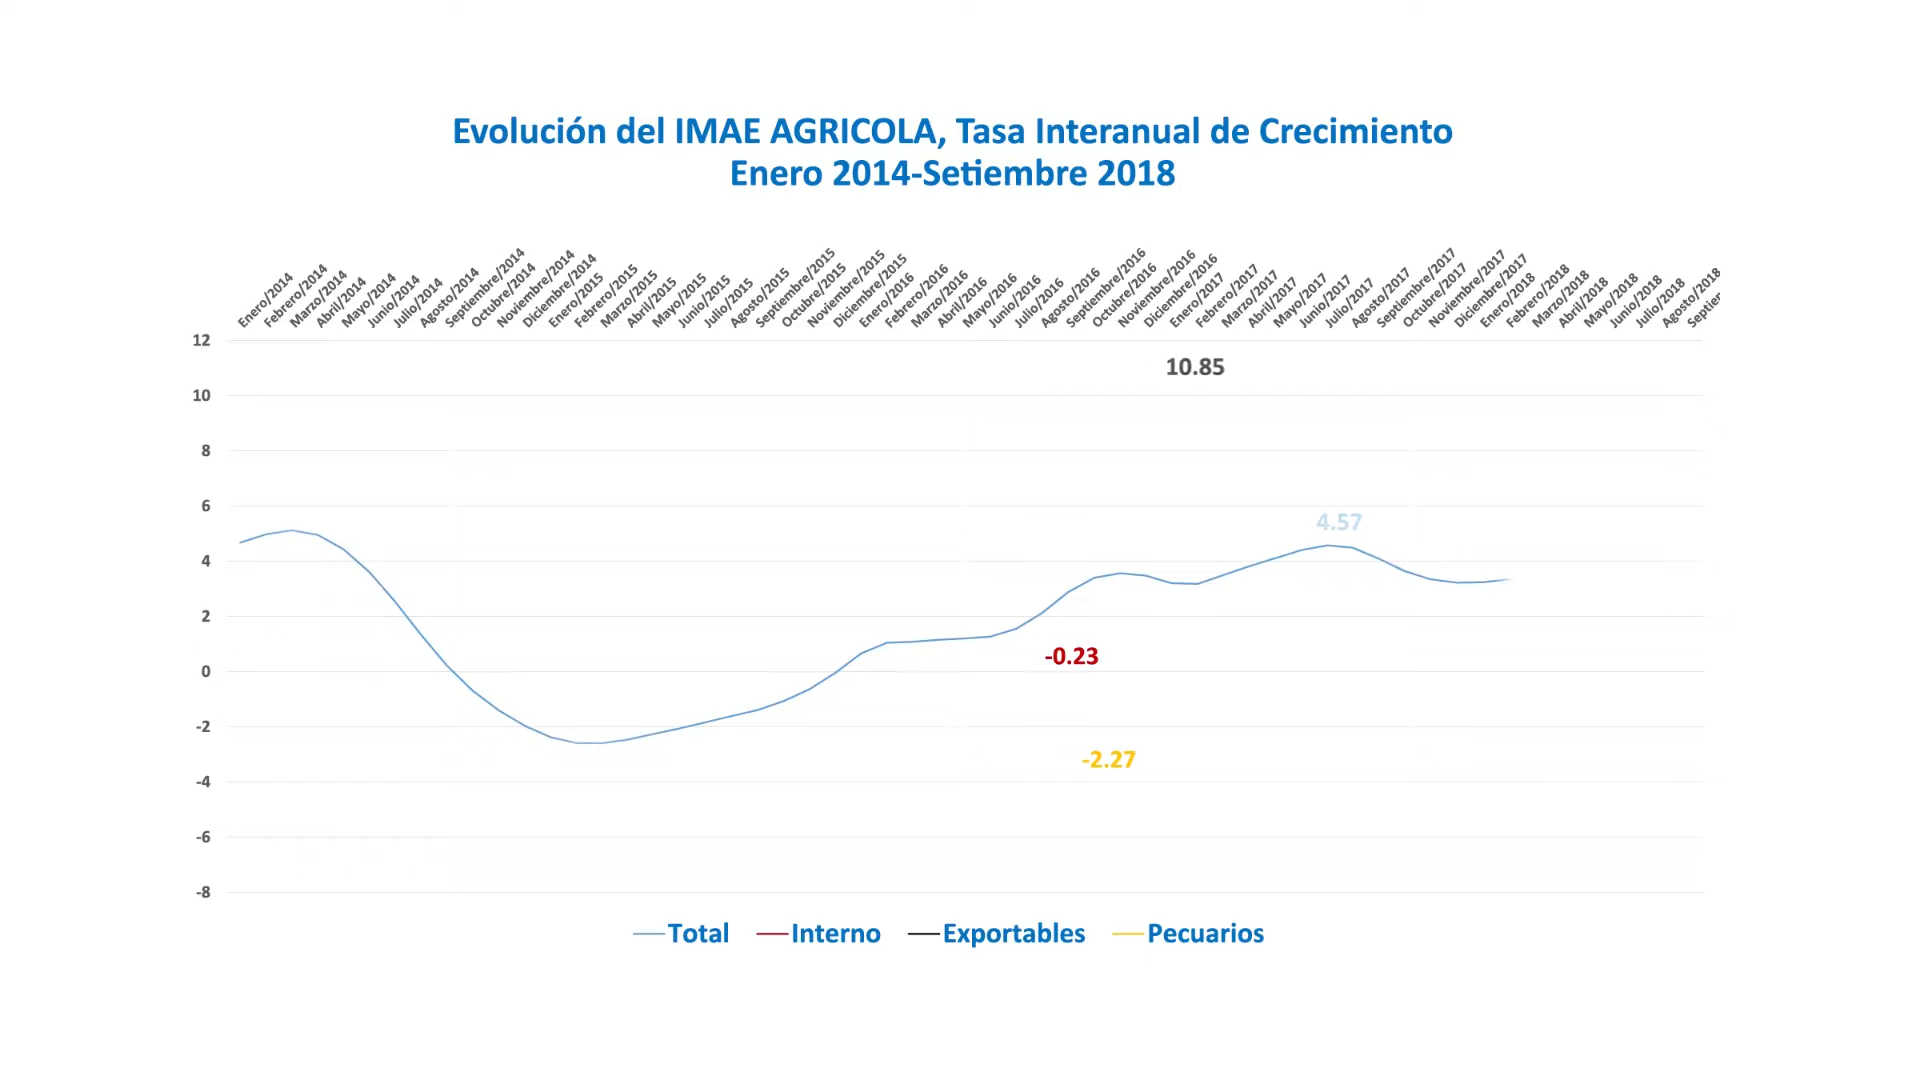 Evolución del IMAE AGRICOLA, Tasa Interanual de Crecimiento
Enero 2014-Setiembre 2018
Enero/2014
Febrero/2014
Marzo/2014
Abril/2014
Mayo/2014
Junio/2014
Julio/2014
Agosto/2014
Septiembre/2014
Octubre/2014
Noviembre/2014
Diciembre/2014
Enero/2015
Febrero/2015
Marzo/2015
Abril/2015
Mayo/2015
Junio/2015
Julio/2015
Agosto/2015
Septiembre/2015
Octubre/2015
Noviembre/2015
Diciembre/2015
Enero/2016
Febrero/2016
Marzo/2016
Abril/2016
Mayo/2016
Junio/2016
Julio/2016
Agosto/2016
Septiembre/2016
Octubre/2016
Noviembre/2016
Diciembre/2016
Enero/2017
Febrero/2017
Marzo/2017
Abril/2017
Mayo/2017
Junio/2017
Julio/2017
Agosto/2017
Septiembre/2017
Octubre/2017
Noviembre/2017
Diciembre/2017
Enero/2018
Febrero/2018
Marzo/2018
Abril/2018
Mayo/2018
Junio/2018
Julio/2018
Agosto/2018
Septier
12
10.85
10
8
6
4.57
4
2
-0.23
0
-2
-2.27
-4
-6
-8
Total Interno Exportables Pecuarios